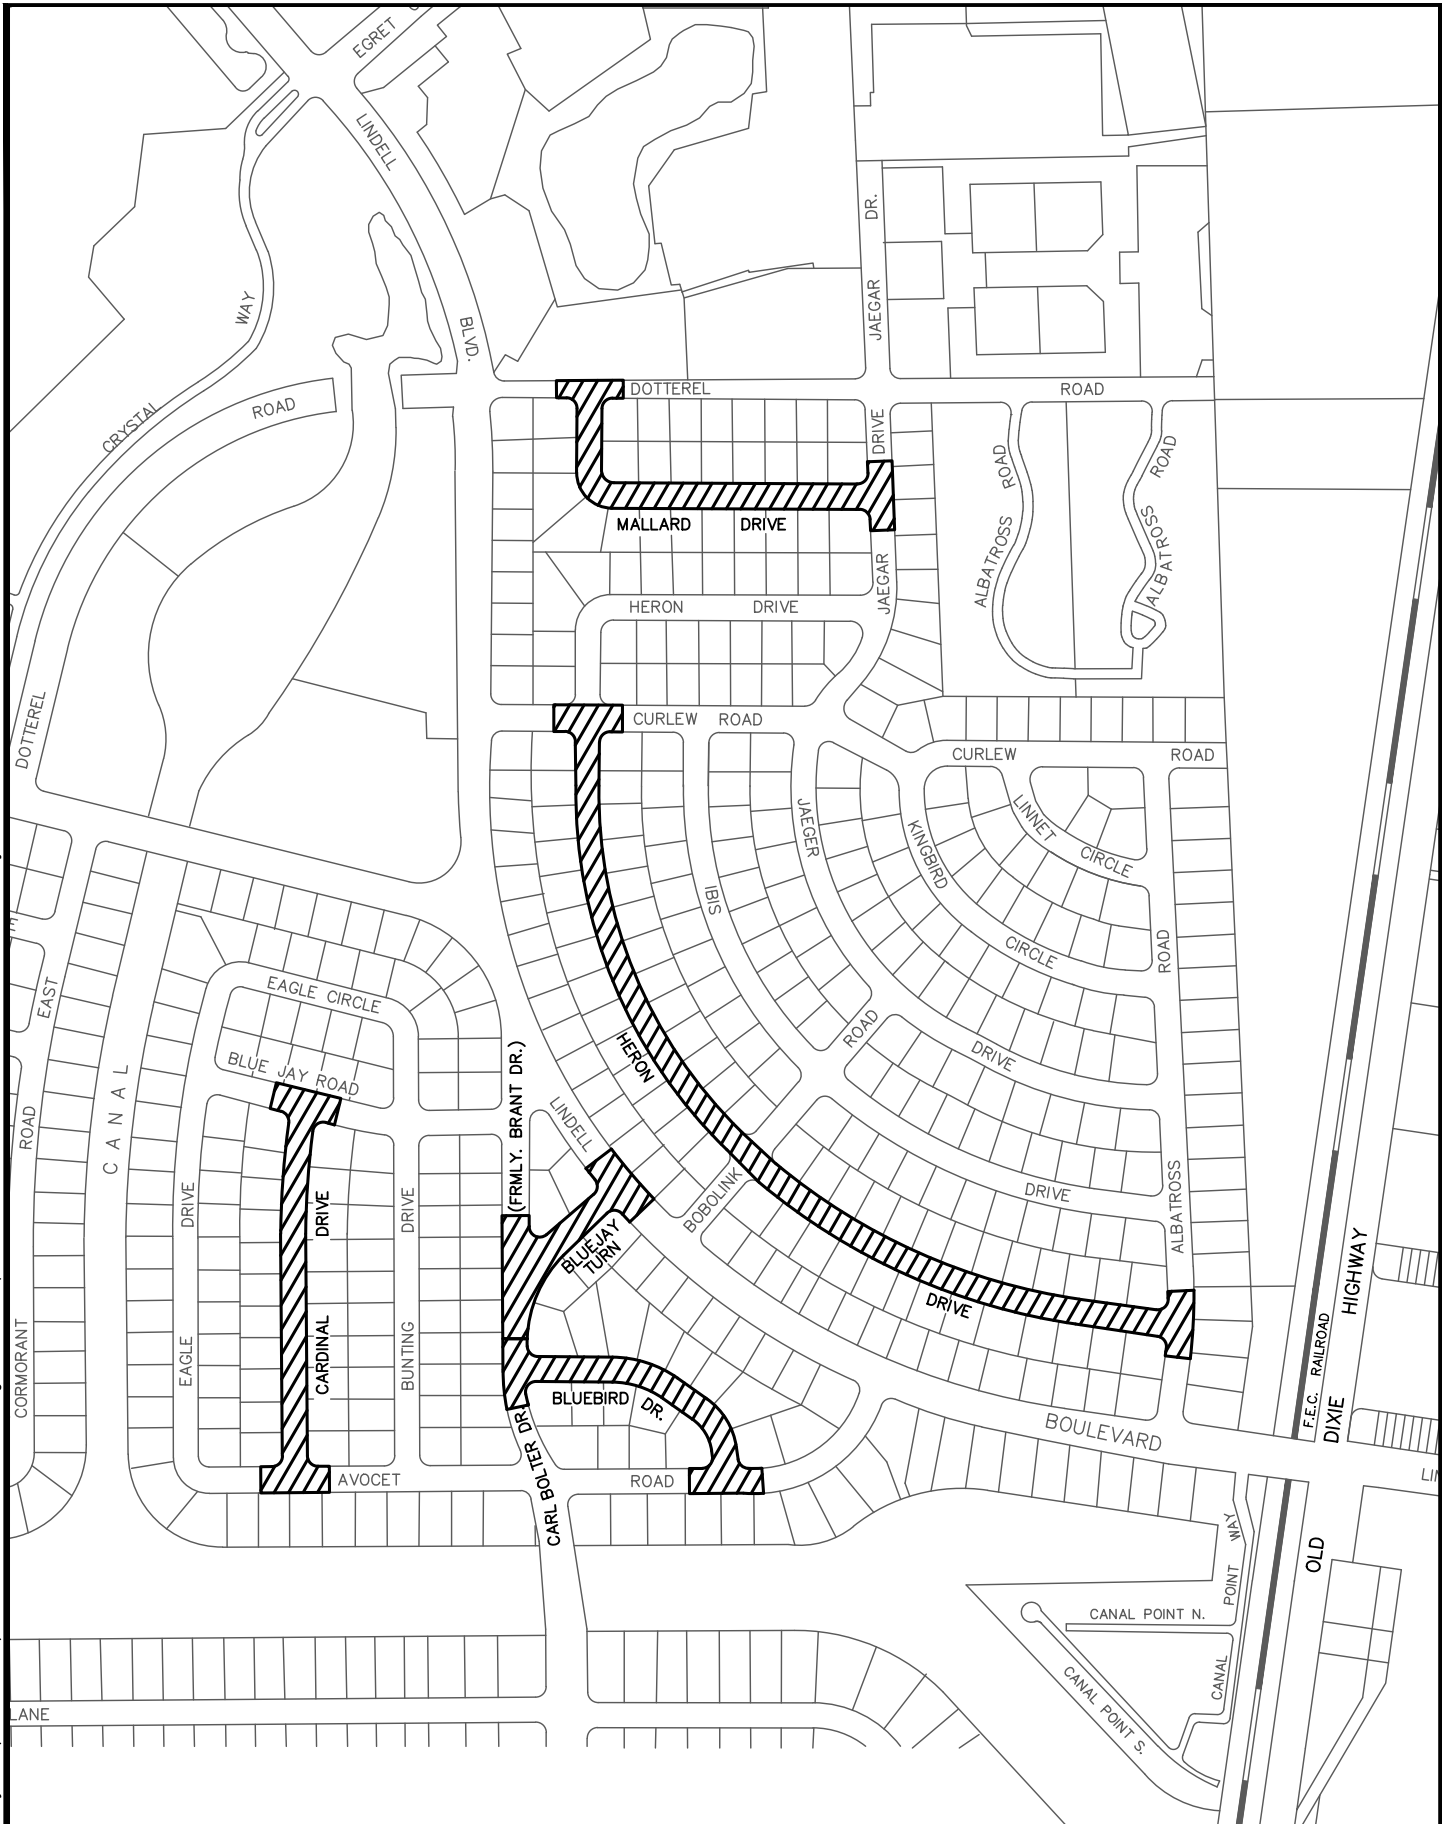 EGRET
LINDELL
BLVD.
WAY
CRYSTAL
ROAD
DOTTEREL
DR.
JAEGAR
DOTTEREL
ROAD
DRIVE
MALLARD DRIVE
JAEGAR
HERON DRIVE
ALBATROSS ROAD
ALBATROSS ROAD
CURLEW ROAD
CURLEW ROAD
LINNET CIRCLE
KINGBIRD CIRCLE
JAEGER
DRIVE
IBIS
ROAD
EAST
CANAL
EAGLE CIRCLE
BLUE JAY ROAD
HERON
ROAD
(FRMLY. BRANT DR.)
LINDELL
BOBOLINK
DRIVE
ALBATROSS
ROAD
DRIVE
DRIVE
DRIVE
BLUEJAY
TURN
DRIVE
HIGHWAY
CORMORANT
EAGLE
CARDINAL
BUNTING
BLUEBIRD DR.
F.E.C. RAILROAD
DIXIE
BOULEVARD
AVOCET
ROAD
CARL BOLTER DR.
OLD
WAY
POINT
CANAL
CANAL POINT N.
CANAL POINT S.
LANE